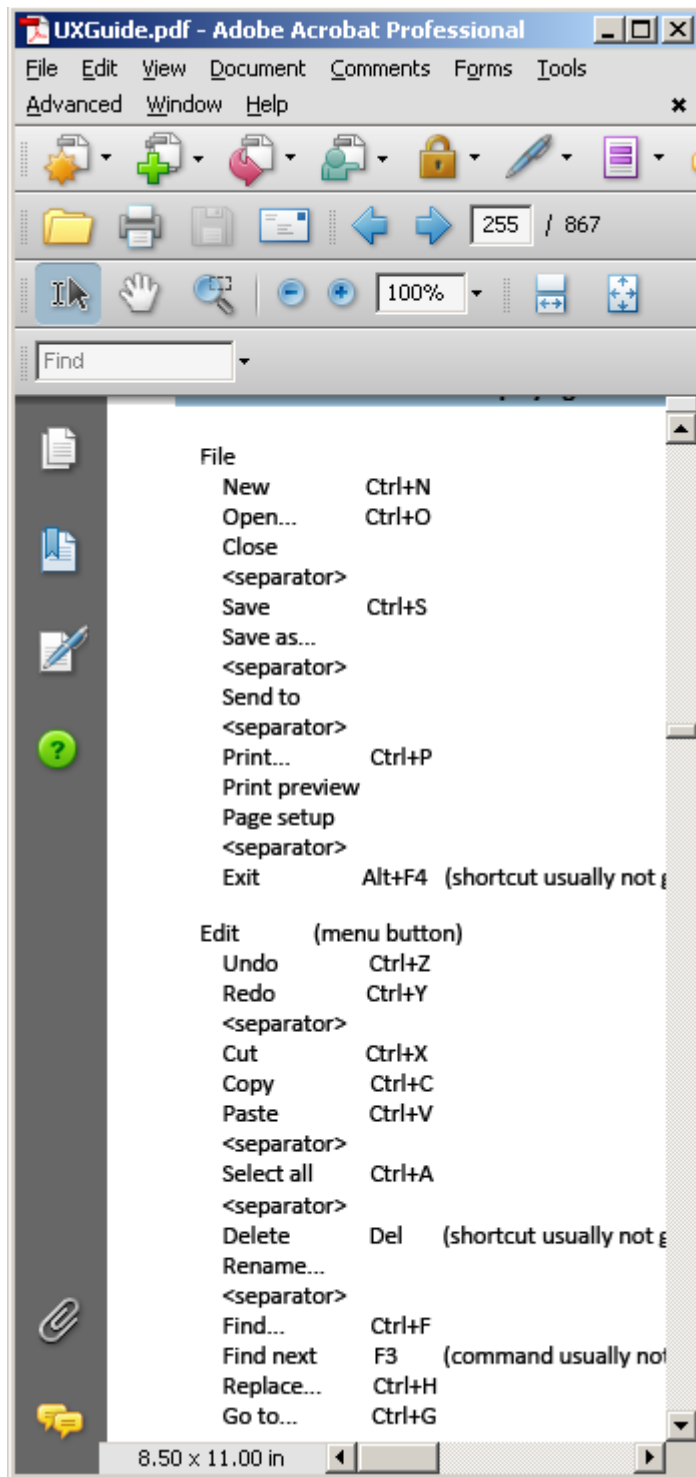 UXGuide.pdf - Adobe Acrobat Professional
File Edit View Document Comments Forms Tools
Advanced Window Help
255 / 867
100%
Find
File
New Ctrl+N
Open... Ctrl+O
Close
<separator>
Save Ctrl+S
Save as...
<separator>
Send to
<separator>
Print... Ctrl+P
Print preview
Page setup
<separator>
Exit Alt+F4 (shortcut usually not
Edit (menu button)
Undo Ctrl+Z
Redo Ctrl+Y
<separator>
Cut Ctrl+X
Copy Ctrl+C
Paste Ctrl+V
<separator>
Select all Ctrl+A
<separator>
Delete Del (shortcut usually not
Rename...
<separator>
Find... Ctrl+F
Find next F3 (command usually not
Replace... Ctrl+H
Go to... Ctrl+G
8.50 x 11.00 in